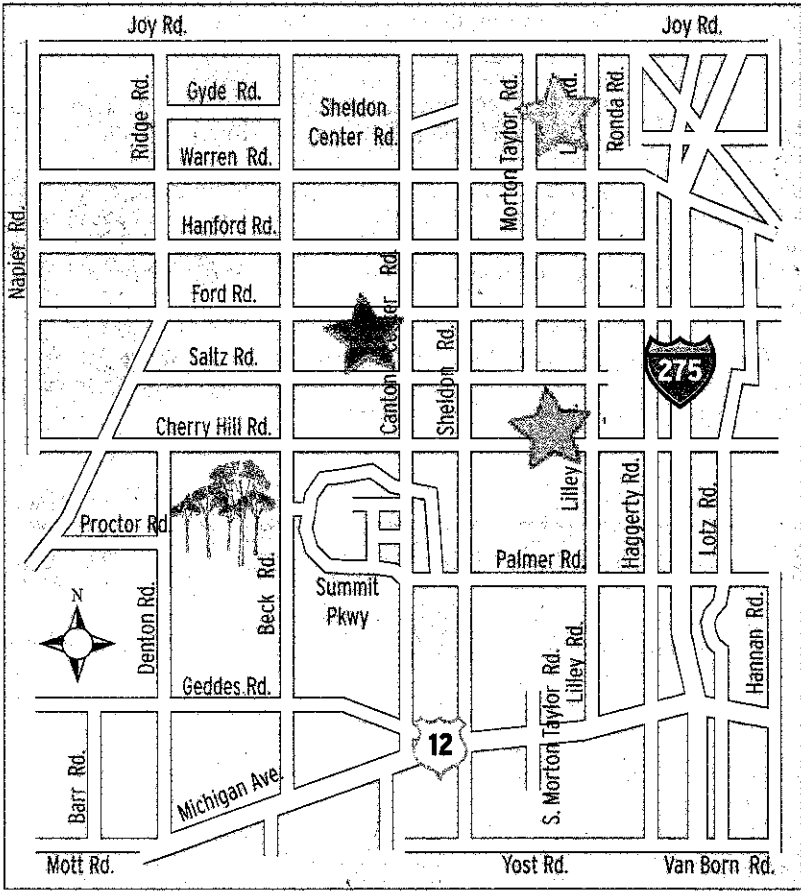 Joy Rd.
Joy Rd.
Gyde Rd.
Ridge Rd.
Sheldon
Center Rd.
Morton Taylor Rd.
Rd.
Ronda Rd.
Warren Rd.
Napier Rd.
Hanford Rd.
Ford Rd.
Canton Rd.
Saltz Rd.
Sheldon Rd.
275
Cherry Hill Rd.
Lilley
Haggerty Rd.
Lotz Rd.
Proctor Rd.
Palmer Rd.
N
Denton Rd.
Beck Rd.
Summit
Pkwy
Hannan Rd.
Lilley Rd.
Geddes Rd.
S. Morton Taylor Rd.
12
Barr Rd.
Michigan Ave.
Mott Rd.
Yost Rd.
Van Born Rd.